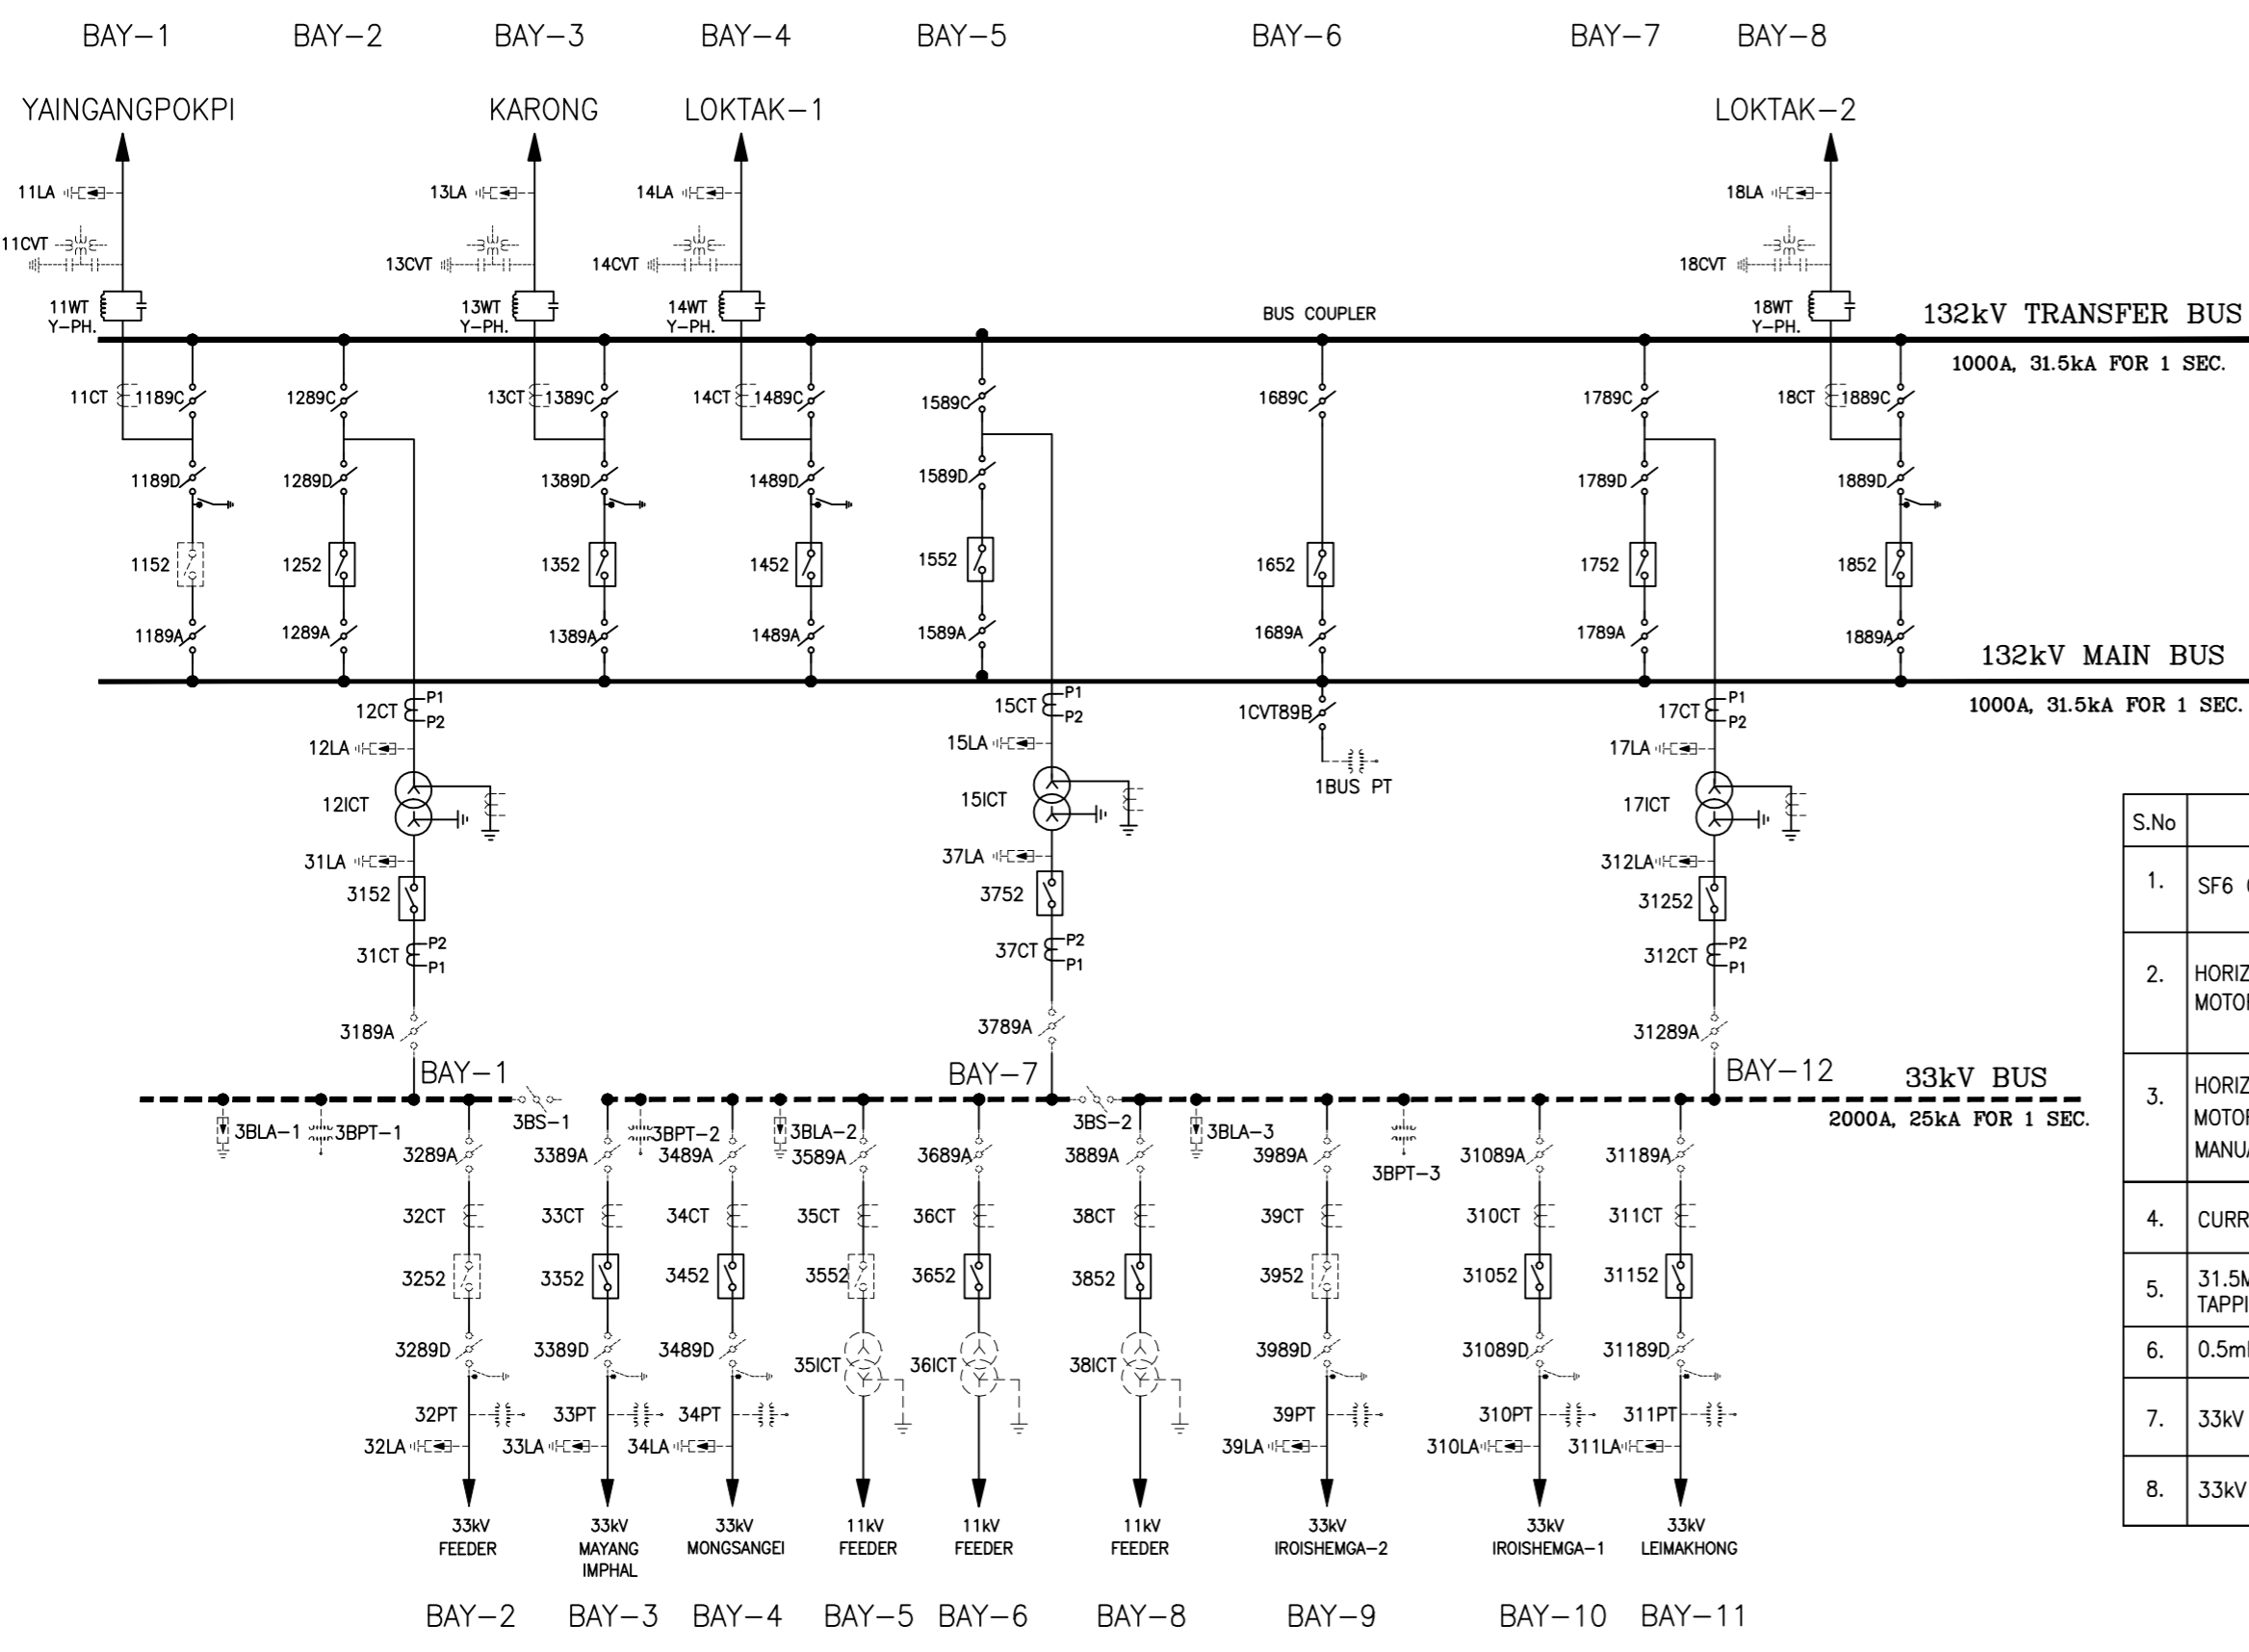 BAY-1 BAY-2 BAY-3 BAY-4 BAY-5 BAY-6 BAY-7 BAY-8
YAINGANGPOKPI KARONG LOKTAK-1 LOKTAK-2
11LA 13LA 14LA 18LA
11CVT 13CVT 14CVT 18CVT
11WT 13WT 14WT BUS COUPLER 18WT 132kV TRANSFER BUS
Y-PH. Y-PH. Y-PH. Y-PH.
1000A, 31.5kA FOR 1 SEC.
11CT 1189C 1289C 13CT 1389C 14CT 1489C 1589C 1689C 1789C 18CT 1889C
1189D 1289D 1389D 1489D 1589D 1789D 1889D
1152 1252 1352 1452 1552 1652 1752 1852
1189A 1289A 1389A 1489A 1589A 1689A 1789A 1889A
132kV MAIN BUS
1000A, 31.5kA FOR 1 SEC.
12CT P1 15CT P1 1CVT89B 17CT P1
P2 P2 P2
12LA 15LA 17LA
1BUS PT
12ICT 15ICT 17ICT
31LA 37LA 312LA
3152 3752 31252
31CT P2 37CT P2 312CT P2
P1 P1 P1
3189A 3789A 31289A
BAY-1 BAY-7 BAY-12 33kV BUS
3BS-1 3BS-2 2000A, 25kA FOR 1 SEC.
3BLA-1 3BPT-1 3BPT-2 3BLA-2 3BLA-3
3289A 3389A 3489A 3589A 3689A 3889A 3989A 3BPT-3 31089A 31189A
32CT 33CT 34CT 35CT 36CT 38CT 39CT 310CT 311CT
3252 3352 3452 3552 3652 3852 3952 31052 31152
3289D 3389D 3489D 35ICT 36ICT 38ICT 3989D 31089D 31189D
32PT 33PT 34PT 39PT 310PT 311PT
32LA 33LA 34LA 39LA 310LA 311LA
33kV 33kV 33kV 11kV 11kV 11kV 33kV 33kV 33kV
FEEDER MAYANG MONGSANGEI FEEDER FEEDER FEEDER IROISHEMGA-2 IROISHEMGA-1 LEIMAKHONG
IMPHAL
BAY-2 BAY-3 BAY-4 BAY-5 BAY-6 BAY-8 BAY-9 BAY-10 BAY-11
S.No
1. SF6
2. HORIZ
MOTOR
3. HORIZ
MOTOR
MANUA
4. CURR
5. 31.5M
TAPPI
6. 0.5m
7. 33kV
8. 33kV